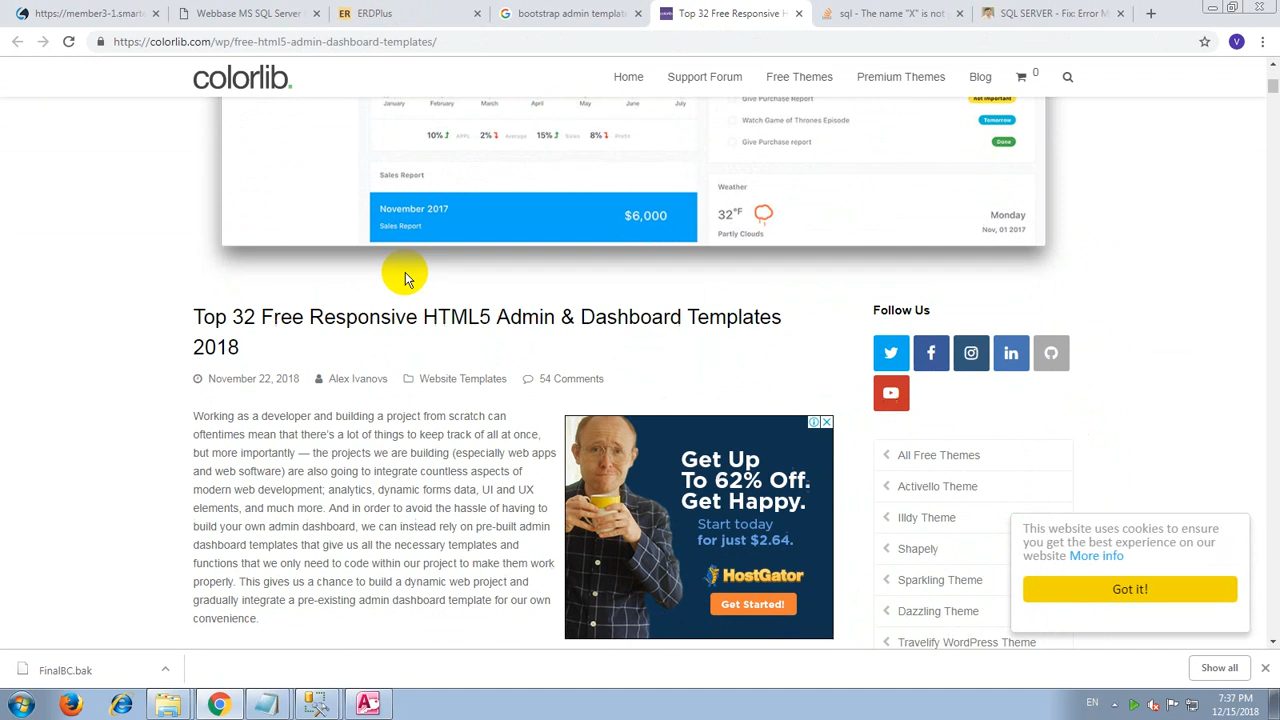 https://member3-1.smart
Webbase MS-MySql Server
ERDPlus
bootstrap admin template
Top 32 Free Responsive H
sql - The name "X" is not
SQL SERVER - Fix Error M
https://colorlib.com/wp/free-html5-admin-dashboard-templates/
V
colorlib.
Home
Support Forum
Free Themes
Premium Themes
Blog
0
January
February
March
April
May
June
July
Give Purchase Report
Not Important
Watch Game of Thrones Episode
Tomorrow
Give Purchase report
Done
10% APPL
2% Average
15% Sales
8% Profits
Sales Report
November 2017
Sales Report
$6,000
Weather
32°F
Partly Clouds
Monday
Nov, 01 2017
Top 32 Free Responsive HTML5 Admin & Dashboard Templates
2018
November 22, 2018
Alex Ivanovs
Website Templates
54 Comments
Working as a developer and building a project from scratch can
oftentimes mean that there's a lot of things to keep track of all at once,
but more importantly — the projects we are building (especially web apps
and web software) are also going to integrate countless aspects of
modern web development; analytics, dynamic forms data, UI and UX
elements, and much more. And in order to avoid the hassle of having to
build your own admin dashboard, we can instead rely on pre-built admin
dashboard templates that give us all the necessary templates and
functions that we only need to code within our project to make them work
properly. This gives us a chance to build a dynamic web project and
gradually integrate a pre-existing admin dashboard template for our own
convenience.
Get Up
To 62% Off.
Get Happy.
Start today
for just $2.64.
HostGator
Get Started!
Follow Us
All Free Themes
Activello Theme
Illdy Theme
Shapely
Sparkling Theme
Dazzling Theme
Travelify WordPress Theme
This website uses cookies to ensure
you get the best experience on our
website More info
Got it!
FinalBC.bak
Show all
EN
7:37 PM
12/15/2018